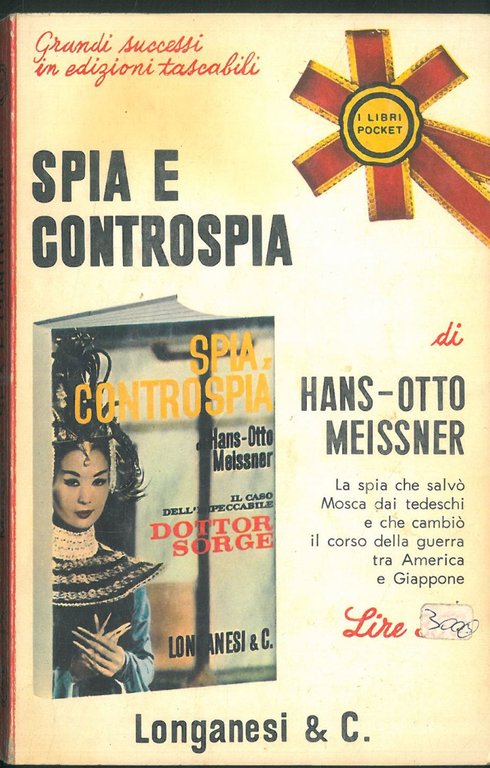 Grandi successi
in edizioni tascabili
I LIBRI
POCKET
SPIA E
CONTROSPIA
di
HANS-OTTO
MEISSNER
La spia che salvò
Mosca dai tedeschi
e che cambiò
il corso della guerra
tra America
e Giappone
SPIA,
CONTROSPIA
di Hans-Otto
Meissner
IL CASO
DELL'IMPECCABILE
DOTTOR
SORGE
LONGANESI & C.
Lire
3000
Longanesi & C.